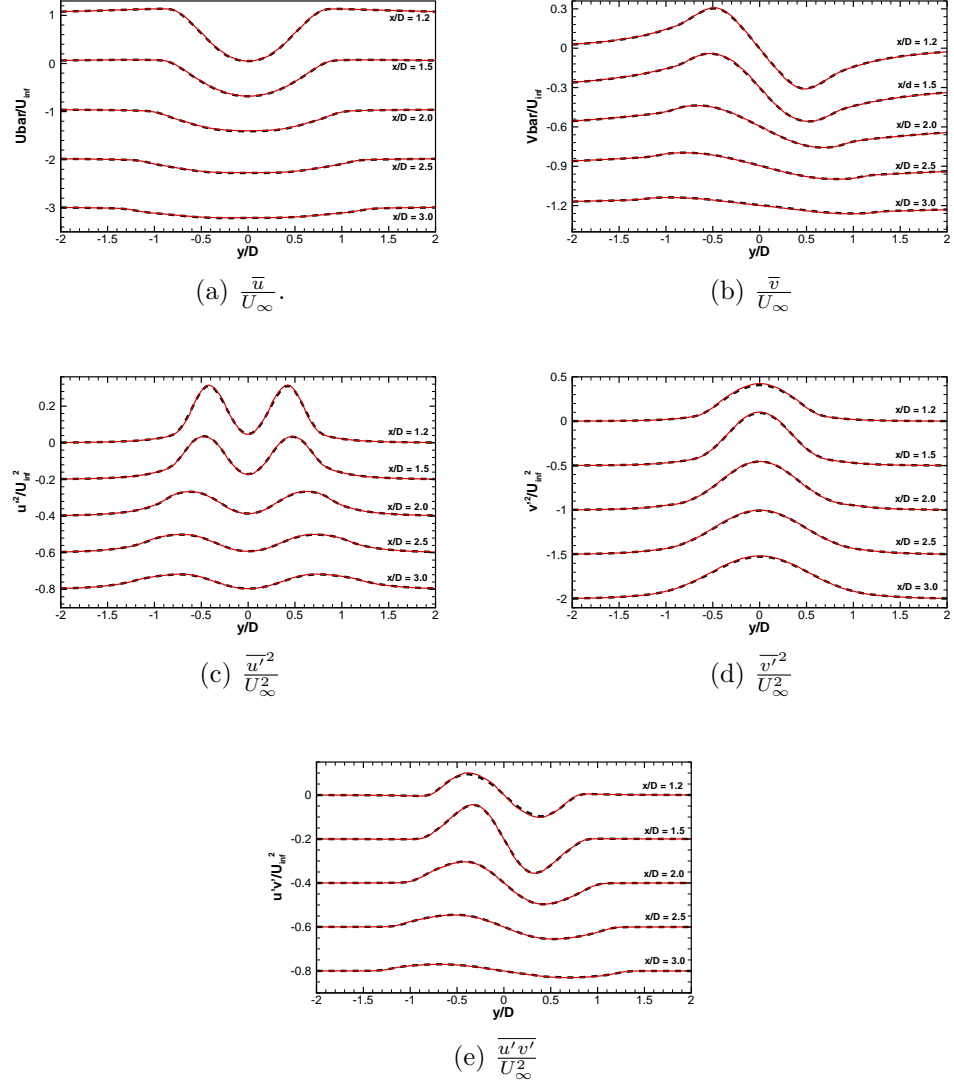 1
0
-1
-2
-3
Ubar/U_inf
x/D = 1.2
x/D = 1.5
x/D = 2.0
x/D = 2.5
x/D = 3.0
-2 -1.5 -1 -0.5 0 0.5 1 1.5 2
y/D
(a) u̅/U∞.
0.3
0
-0.3
-0.6
-0.9
-1.2
Vbar/U_inf
x/D = 1.2
x/d = 1.5
x/D = 2.0
x/D = 2.5
x/D = 3.0
-2 -1.5 -1 -0.5 0 0.5 1 1.5 2
y/D
(b) v̅/U∞
0.2
0
-0.2
-0.4
-0.6
-0.8
u'²/U_inf²
x/D = 1.2
x/D = 1.5
x/D = 2.0
x/D = 2.5
x/D = 3.0
-2 -1.5 -1 -0.5 0 0.5 1 1.5 2
y/D
(c) u̅'̅²/U∞²
0.5
0
-0.5
-1
-1.5
-2
v'²/U_inf²
x/D = 1.2
x/D = 1.5
x/D = 2.0
x/D = 2.5
x/D = 3.0
-2 -1.5 -1 -0.5 0 0.5 1 1.5 2
y/D
(d) v̅'̅²/U∞²
0
-0.2
-0.4
-0.6
-0.8
u'v'/U_inf²
x/D = 1.2
x/D = 1.5
x/D = 2.0
x/D = 2.5
x/D = 3.0
-2 -1.5 -1 -0.5 0 0.5 1 1.5 2
y/D
(e) u̅'̅v̅'̅/U∞²